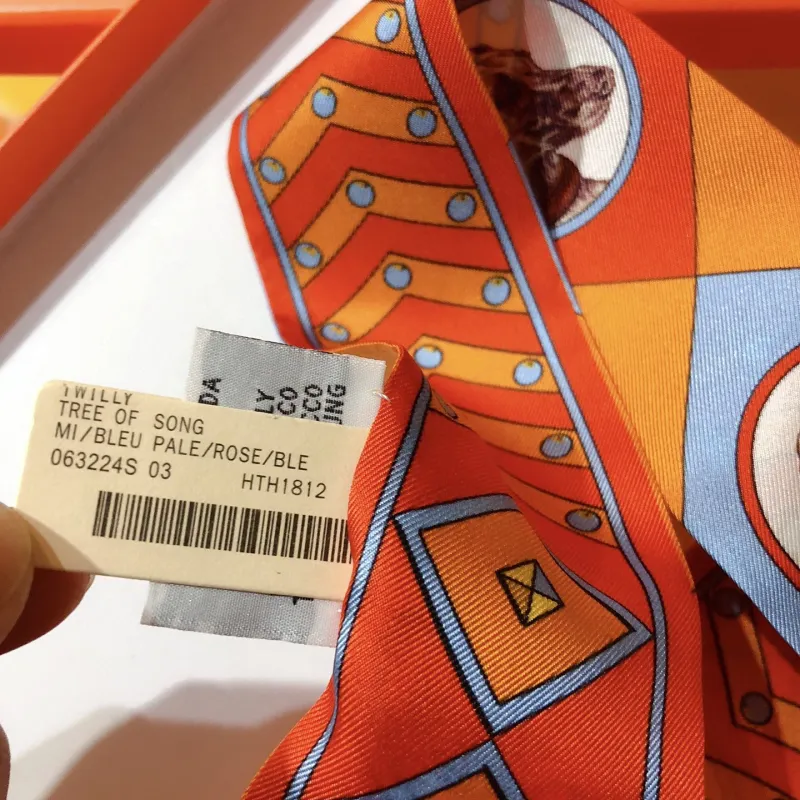 TWILLY
TREE OF SONG
MI/BLEU PALE/ROSE/BLE
063224S 03 HTH1812